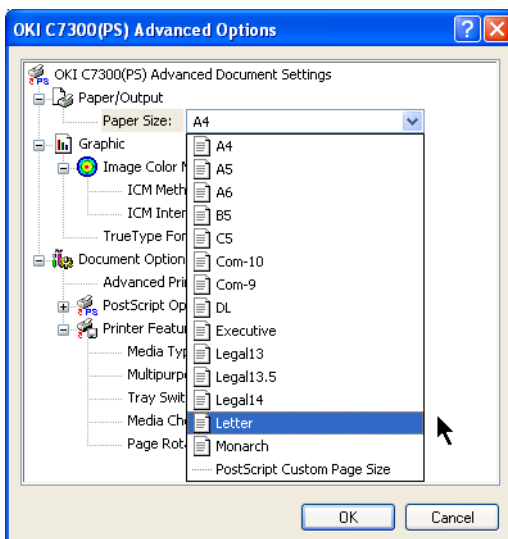 OKI C7300(PS) Advanced Options
OKI C7300(PS) Advanced Document Settings
Paper/Output
Paper Size: A4
Graphic
A4
Image Color
A5
ICM Meth
A6
ICM Inter
B5
TrueType For
C5
Document Option
Com-10
Advanced Pri
Com-9
PostScript Op
DL
Printer Featu
Executive
Media Typ
Legal13
Multipurp
Legal13.5
Tray Swit
Legal14
Media Ch
Letter
Page Rot
Monarch
PostScript Custom Page Size
OK Cancel